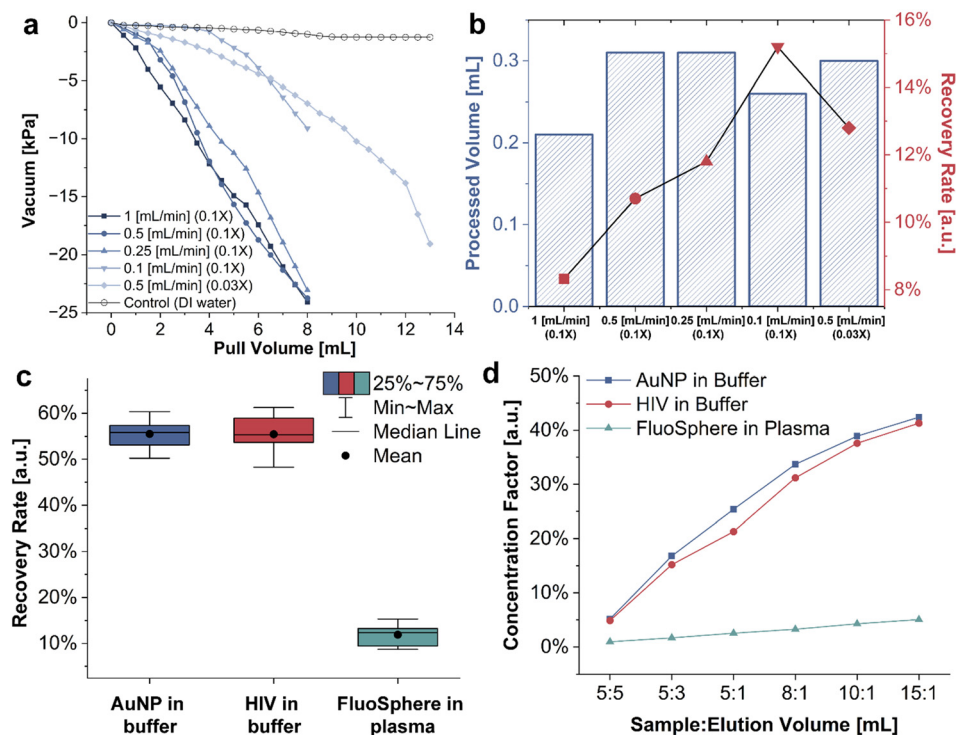 a
0
−5
−10
−15
−20
−25
Vacuum [kPa]
1 [mL/min] (0.1X)
0.5 [mL/min] (0.1X)
0.25 [mL/min] (0.1X)
0.1 [mL/min] (0.1X)
0.5 [mL/min] (0.03X)
Control (DI water)
0 2 4 6 8 10 12 14
Pull Volume [mL]
b
0.3
0.2
0.1
0.0
Processed Volume [mL]
16%
14%
12%
10%
8%
Recovery Rate [a.u.]
1 [mL/min] 0.5 [mL/min] 0.25 [mL/min] 0.1 [mL/min] 0.5 [mL/min]
(0.1X) (0.1X) (0.1X) (0.1X) (0.03X)
c
70%
60%
50%
40%
30%
20%
10%
Recovery Rate [a.u.]
25%~75%
Min~Max
Median Line
Mean
AuNP in HIV in FluoSphere in
buffer buffer plasma
d
50%
40%
30%
20%
10%
0%
Concentration Factor [a.u.]
AuNP in Buffer
HIV in Buffer
FluoSphere in Plasma
5:5 5:3 5:1 8:1 10:1 15:1
Sample:Elution Volume [mL]